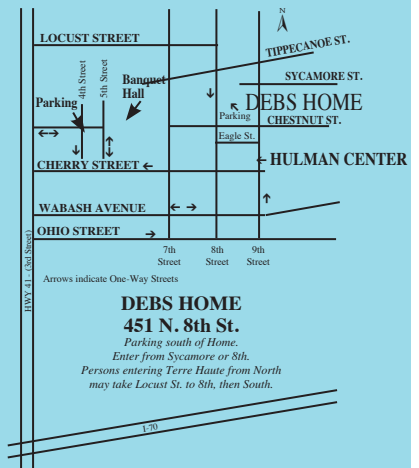 N
LOCUST STREET
TIPPECANOE ST.
4th Street
5th Street
Banquet
Hall
SYCAMORE ST.
Parking
DEBS HOME
Parking
CHESTNUT ST.
Eagle St.
HULMAN CENTER
CHERRY STREET
WABASH AVENUE
OHIO STREET
HWY 41 - (3rd Street)
7th
Street
8th
Street
9th
Street
Arrows indicate One-Way Streets
DEBS HOME
451 N. 8th St.
Parking south of Home.
Enter from Sycamore or 8th.
Persons entering Terre Haute from North
may take Locust St. to 8th, then South.
I-70